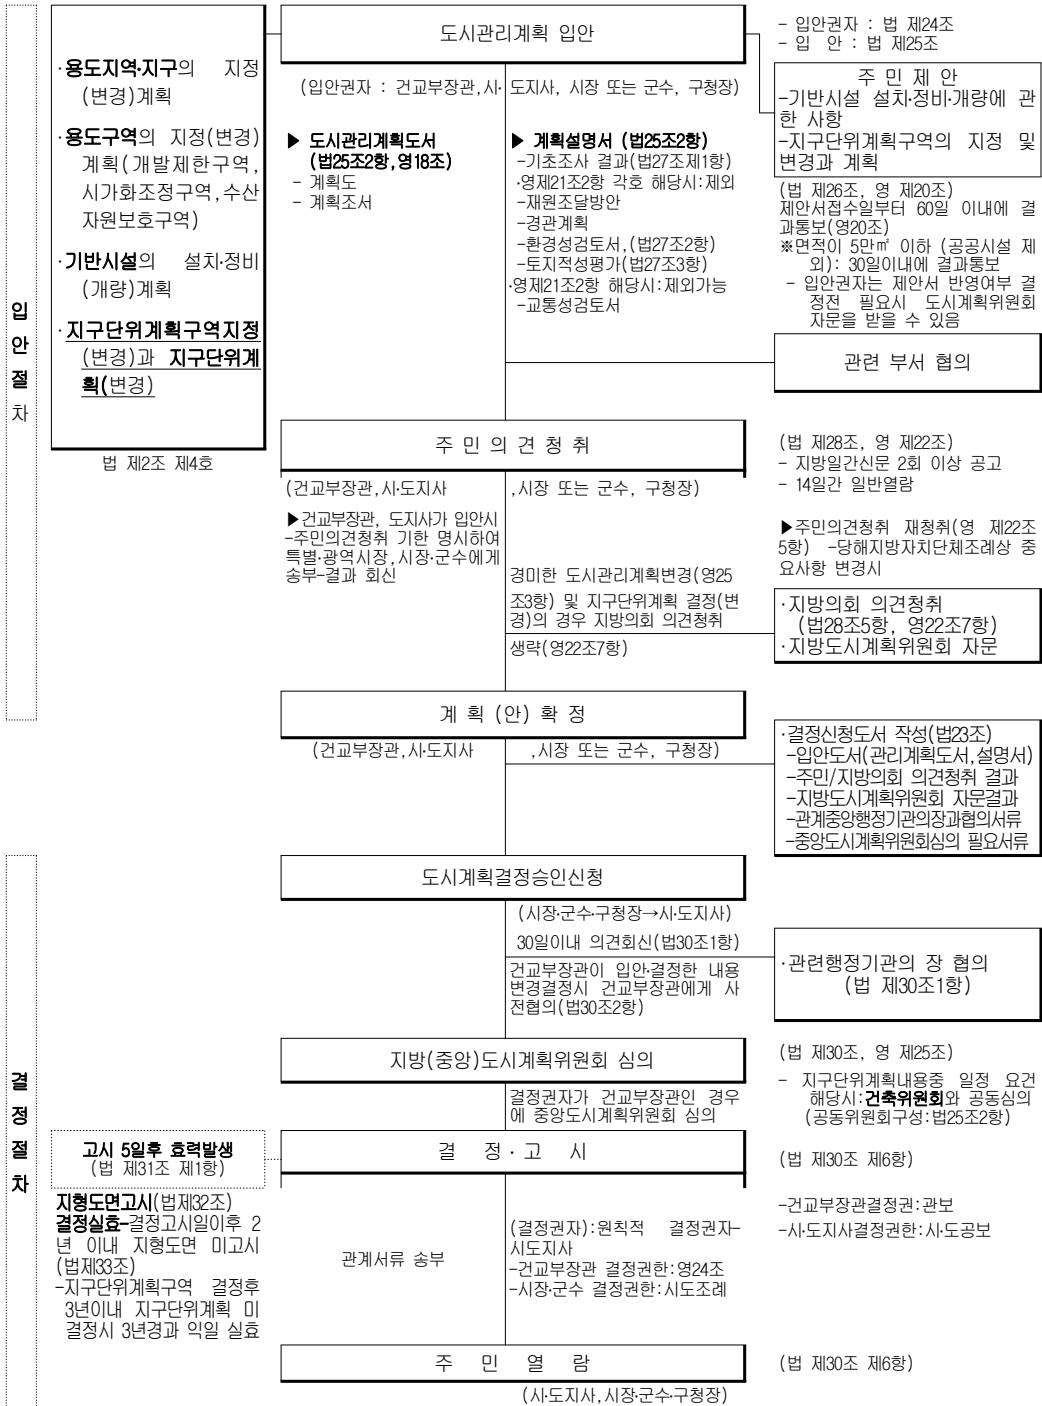 입
안
절
차
·용도지역·지구의 지정
(변경)계획
·용도구역의 지정(변경)
계획(개발제한구역,
시가화조정구역,수산
자원보호구역)
·기반시설의 설치·정비
(개량)계획
·지구단위계획구역지정
(변경)과 지구단위계
획(변경)
법 제2조 제4호
도시관리계획 입안
(입안권자 : 건교부장관,시·도지사, 시장 또는 군수, 구청장)
▶ 도시관리계획도서
(법25조2항,영18조)
- 계획도
- 계획조서
▶ 계획설명서 (법25조2항)
-기초조사 결과(법27조제1항)
·영제21조2항 각호 해당시:제외
-재원조달방안
-경관계획
-환경성검토서,(법27조2항)
-토지적성평가(법27조3항)
·영제21조2항 해당시:제외가능
-교통성검토서
- 입안권자 : 법 제24조
- 입 안 : 법 제25조
주 민 제 안
-기반시설 설치·정비·개량에 관
한 사항
-지구단위계획구역의 지정 및
변경과 계획
(법 제26조, 영 제20조)
제안서접수일부터 60일 이내에 결
과통보(영20조)
※면적이 5만㎡ 이하 (공공시설 제
외): 30일이내에 결과통보
- 입안권자는 제안서 반영여부 결
정전 필요시 도시계획위원회
자문을 받을 수 있음
관련 부서 협의
주 민 의 견 청 취
(건교부장관,시·도지사 ,시장 또는 군수, 구청장)
▶건교부장관, 도지사가 입안시
-주민의견청취 기한 명시하여
특별·광역시장,시장·군수에게
송부-결과 회신
경미한 도시관리계획변경(영25
조3항) 및 지구단위계획 결정(변
경)의 경우 지방의회 의견청취
생략(영22조7항)
(법 제28조, 영 제22조)
- 지방일간신문 2회 이상 공고
- 14일간 일반열람
▶주민의견청취 재청취(영 제22조
5항) -당해지방자치단체조례상 중
요사항 변경시
·지방의회 의견청취
(법28조5항, 영22조7항)
·지방도시계획위원회 자문
계 획 (안) 확 정
(건교부장관,시·도지사 ,시장 또는 군수, 구청장)
·결정신청도서 작성(법23조)
-입안도서(관리계획도서,설명서)
-주민/지방의회 의견청취 결과
-지방도시계획위원회 자문결과
-관계중앙행정기관의장과협의서류
-중앙도시계획위원회심의 필요서류
결
정
절
차
도시계획결정승인신청
(시장·군수·구청장→시·도지사)
30일이내 의견회신(법30조1항)
건교부장관이 입안·결정한 내용
변경결정시 건교부장관에게 사
전협의(법30조2항)
·관련행정기관의 장 협의
(법 제30조1항)
지방(중앙)도시계획위원회 심의
결정권자가 건교부장관인 경우
에 중앙도시계획위원회 심의
(법 제30조, 영 제25조)
- 지구단위계획내용중 일정 요건
해당시:건축위원회와 공동심의
(공동위원회구성:법25조2항)
결 정 · 고 시
(법 제30조 제6항)
고시 5일후 효력발생
(법 제31조 제1항)
지형도면고시(법제32조)
결정실효-결정고시일이후 2
년 이내 지형도면 미고시
(법제33조)
-지구단위계획구역 결정후
3년이내 지구단위계획 미
결정시 3년경과 익일 실효
관계서류 송부
(결정권자):원칙적 결정권자-
시도지사
-건교부장관 결정권한:영24조
-시장·군수 결정권한:시도조례
-건교부장관결정권:관보
-시·도지사결정권한:시·도공보
주 민 열 람
(시·도지사,시장·군수·구청장)
(법 제30조 제6항)